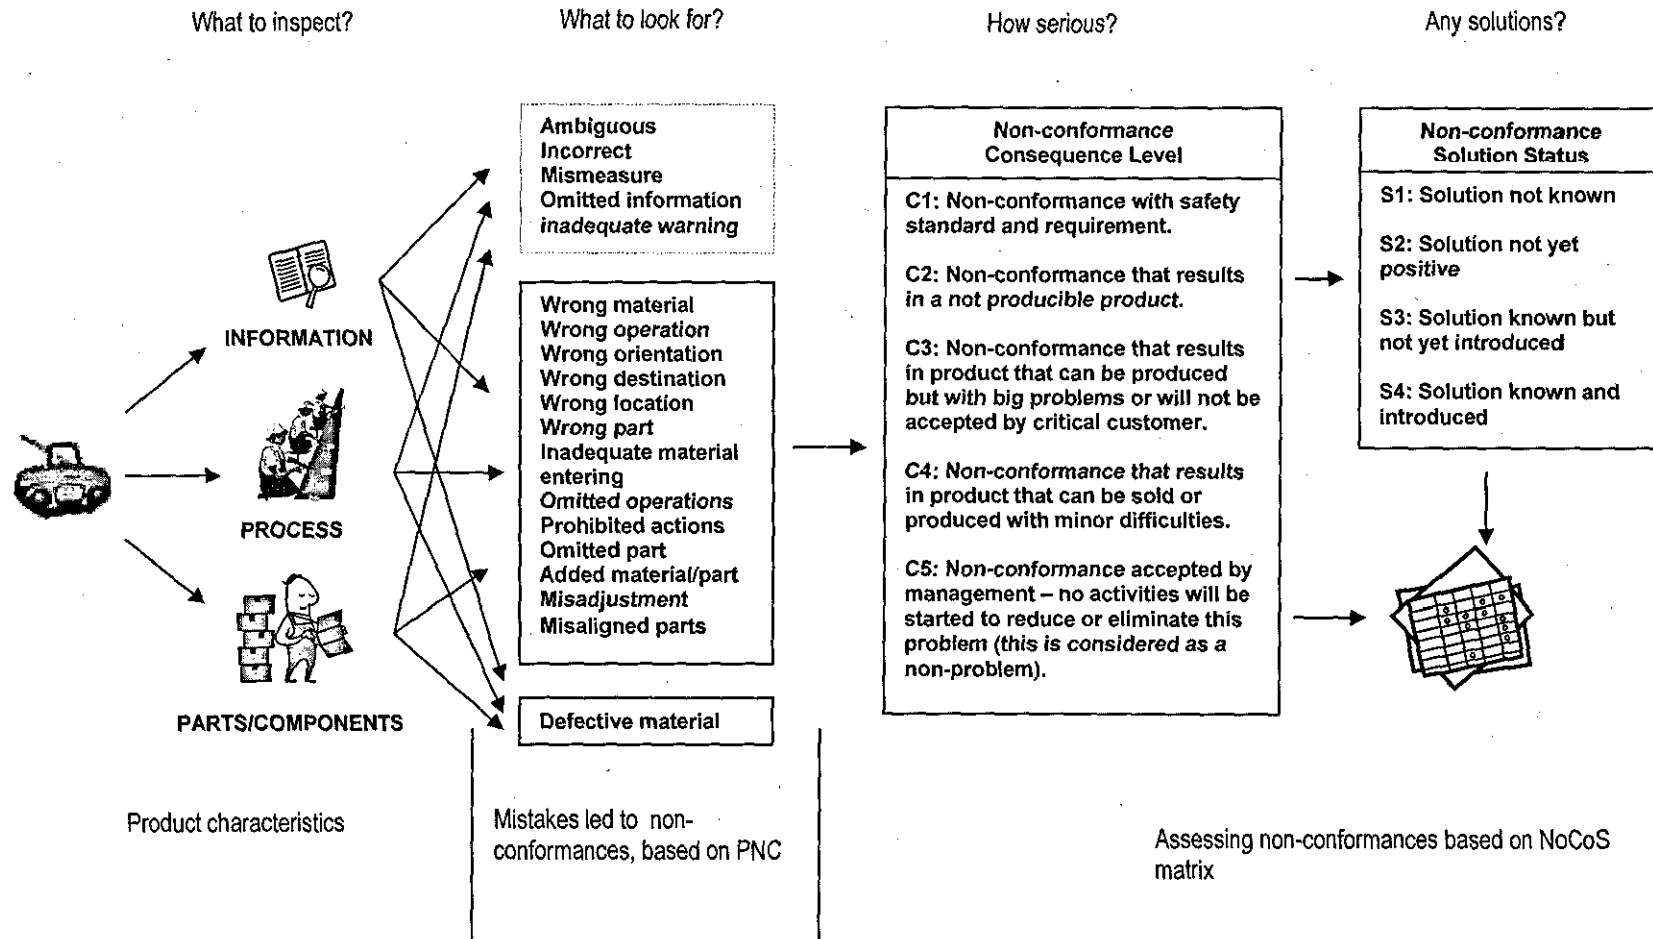 What to inspect?
What to look for?
How serious?
Any solutions?
Ambiguous
Incorrect
Mismeasure
Omitted information
inadequate warning
Wrong material
Wrong operation
Wrong orientation
Wrong destination
Wrong location
Wrong part
Inadequate material
entering
Omitted operations
Prohibited actions
Omitted part
Added material/part
Misadjustment
Misaligned parts
Defective material
INFORMATION
PROCESS
PARTS/COMPONENTS
Non-conformance
Consequence Level
C1: Non-conformance with safety
standard and requirement.
C2: Non-conformance that results
in a not producible product.
C3: Non-conformance that results
in product that can be produced
but with big problems or will not be
accepted by critical customer.
C4: Non-conformance that results
in product that can be sold or
produced with minor difficulties.
C5: Non-conformance accepted by
management – no activities will be
started to reduce or eliminate this
problem (this is considered as a
non-problem).
Non-conformance
Solution Status
S1: Solution not known
S2: Solution not yet
positive
S3: Solution known but
not yet introduced
S4: Solution known and
introduced
Product characteristics
Mistakes led to non-
conformances, based on PNC
Assessing non-conformances based on NoCoS
matrix